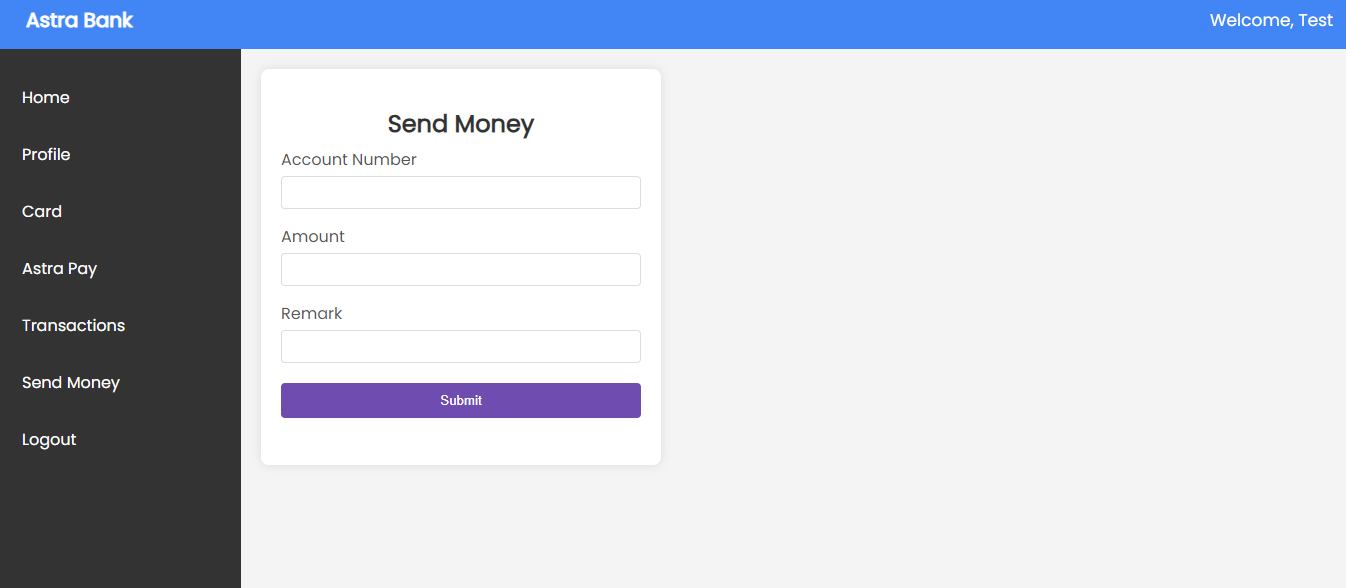 Astra Bank
Welcome, Test
Home
Profile
Card
Astra Pay
Transactions
Send Money
Logout
Send Money
Account Number
Amount
Remark
Submit